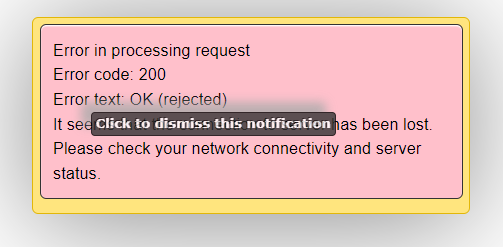 Error in processing request
Error code: 200
Error text: OK (rejected)
It see
Click to dismiss this notification
has been lost.
Please check your network connectivity and server
status.